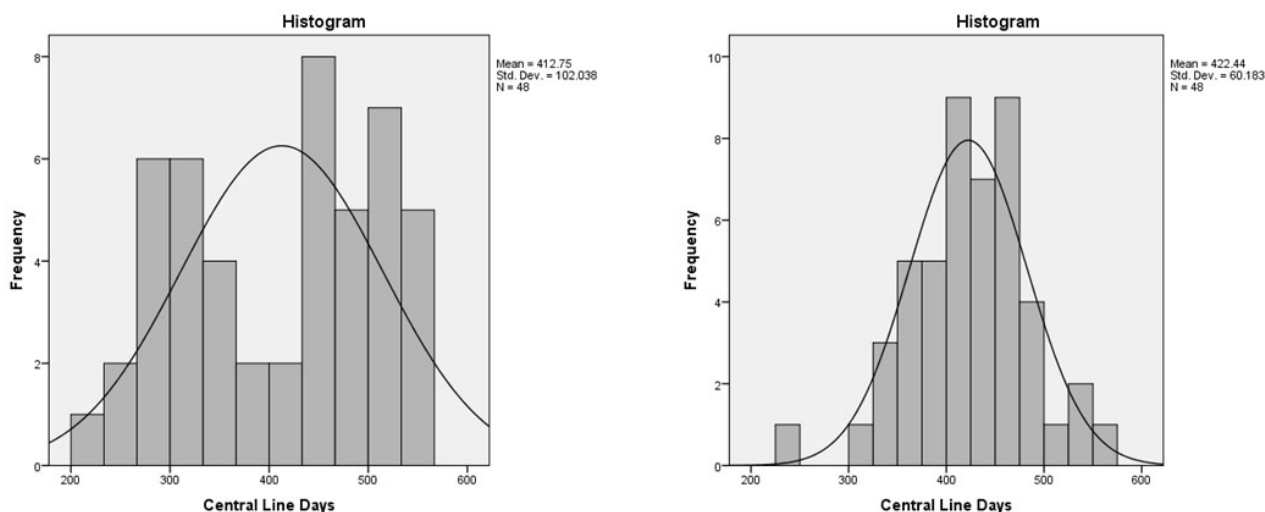 Histogram
Mean = 412.75
Std. Dev. = 102.038
N = 48
8
6
4
2
0
Frequency
200 300 400 500 600
Central Line Days
Histogram
Mean = 422.44
Std. Dev. = 60.183
N = 48
10
8
6
4
2
0
Frequency
200 300 400 500 600
Central Line Days